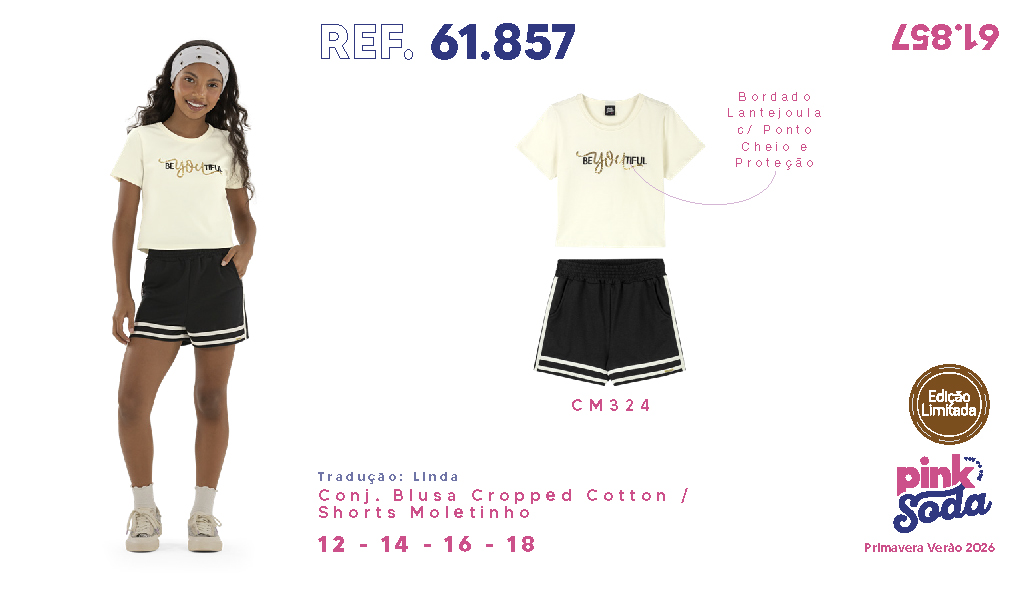 REF. 61.857
61.857
Bordado
Lantejoula
c/ Ponto
Cheio e
Proteção
BE YOU TIFUL
BE YOU TIFUL
CM324
Edição
Limitada
pink
Soda
Primavera Verão 2026
Tradução: Linda
Conj. Blusa Cropped Cotton /
Shorts Moletinho
12 - 14 - 16 - 18